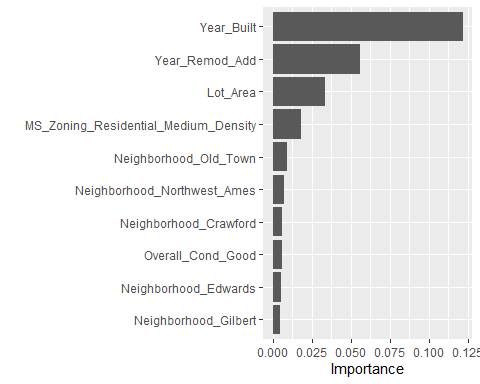 Year_Built
Year_Remod_Add
Lot_Area
MS_Zoning_Residential_Medium_Density
Neighborhood_Old_Town
Neighborhood_Northwest_Ames
Neighborhood_Crawford
Overall_Cond_Good
Neighborhood_Edwards
Neighborhood_Gilbert
0.000 0.025 0.050 0.075 0.100 0.125
Importance